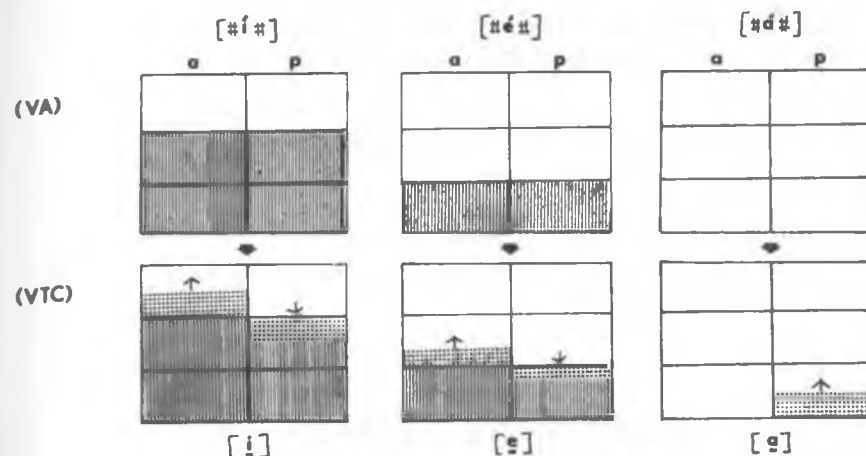 [#í#] [#é#] [#á#]
a p a p a p
(VA)
(VTC)
[i̱] [e̱] [a̱]